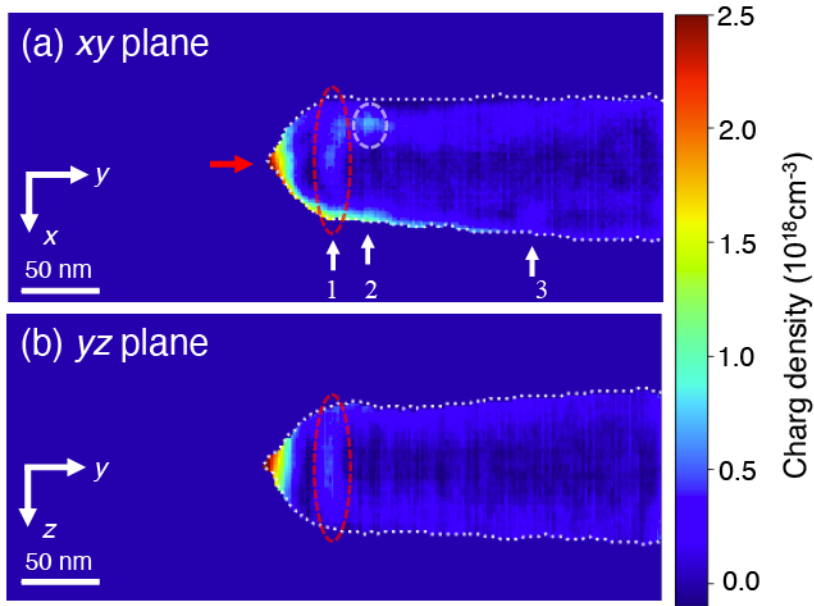 (a) xy plane
y
x
50 nm
1
2
3
(b) yz plane
y
z
50 nm
2.5
2.0
1.5
1.0
0.5
0.0
Charg density (10¹⁸cm⁻³)